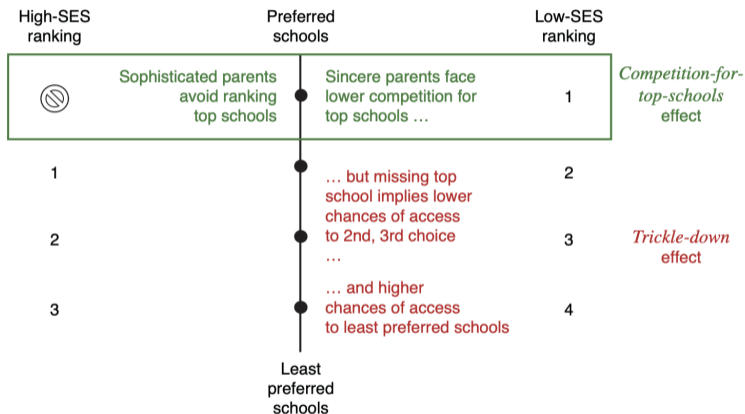 High-SES
ranking
Preferred
schools
Low-SES
ranking
Sophisticated parents
avoid ranking
top schools
Sincere parents face
lower competition for
top schools …
1
Competition-for-
top-schools
effect
1
… but missing top
school implies lower
chances of access
to 2nd, 3rd choice
…
2
2
3
Trickle-down
effect
3
… and higher
chances of access
to least preferred schools
4
Least
preferred
schools